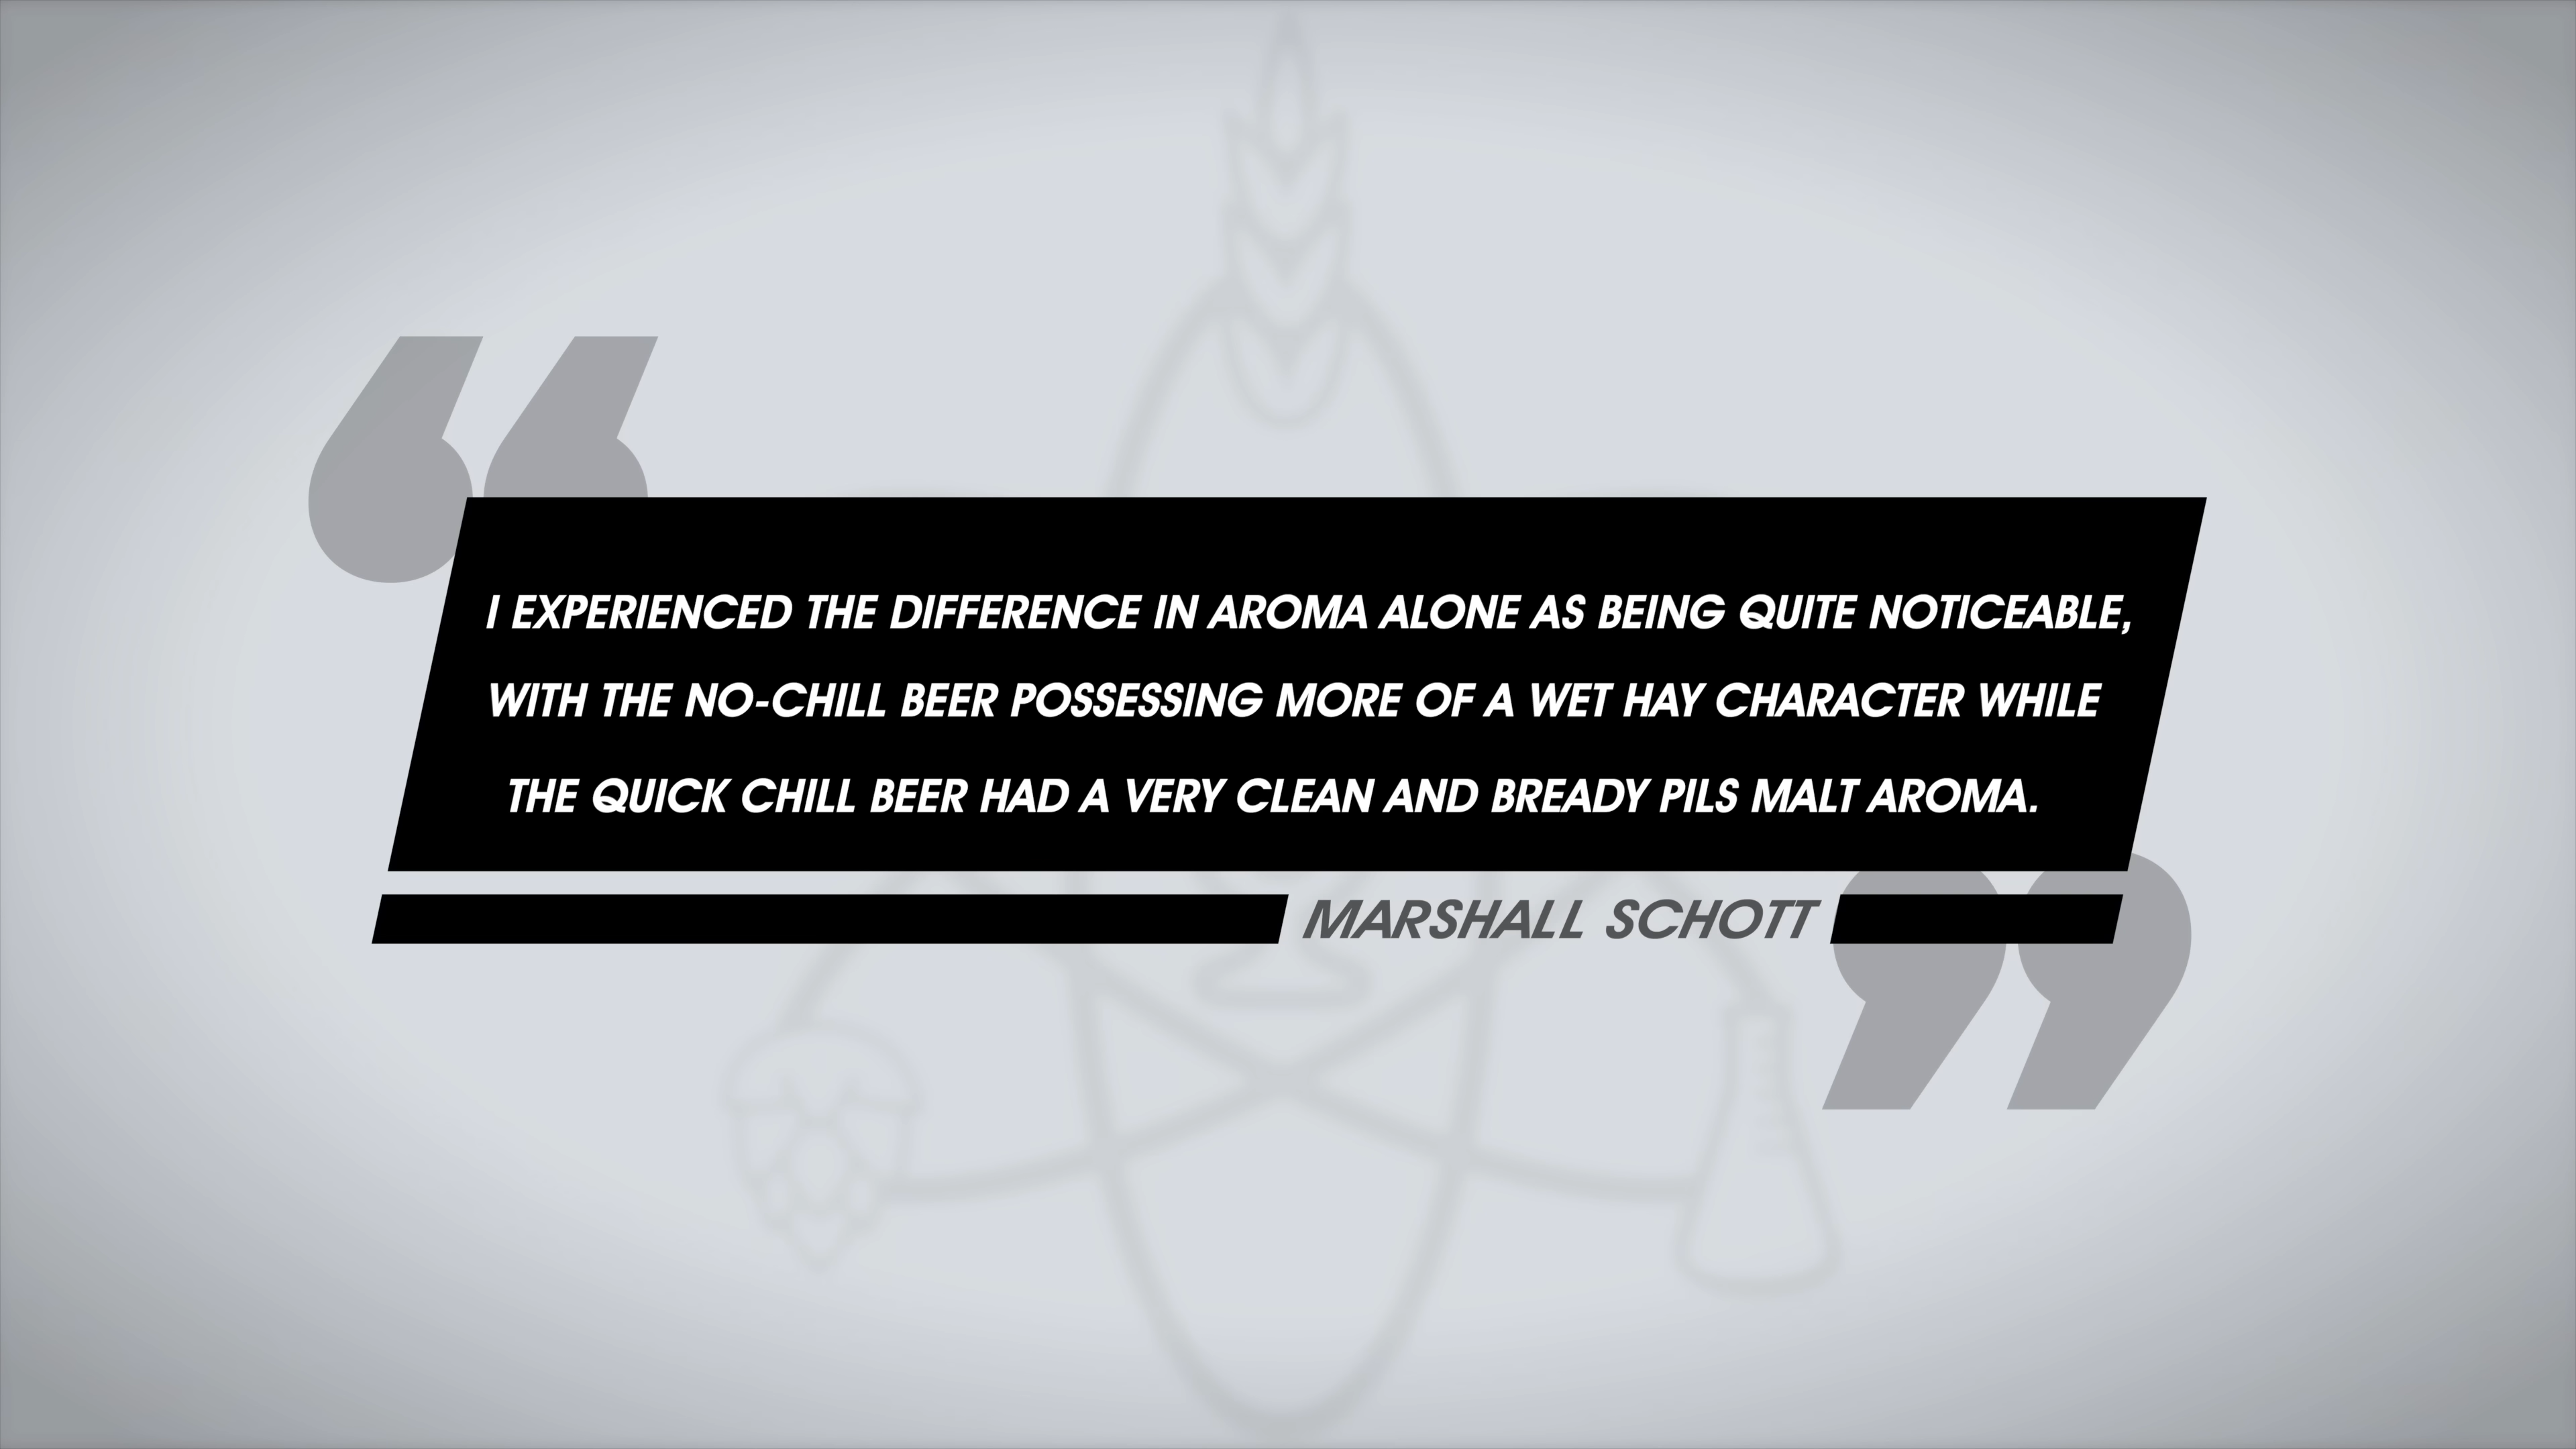 I EXPERIENCED THE DIFFERENCE IN AROMA ALONE AS BEING QUITE NOTICEABLE,
WITH THE NO-CHILL BEER POSSESSING MORE OF A WET HAY CHARACTER WHILE
THE QUICK CHILL BEER HAD A VERY CLEAN AND BREADY PILS MALT AROMA.
MARSHALL SCHOTT